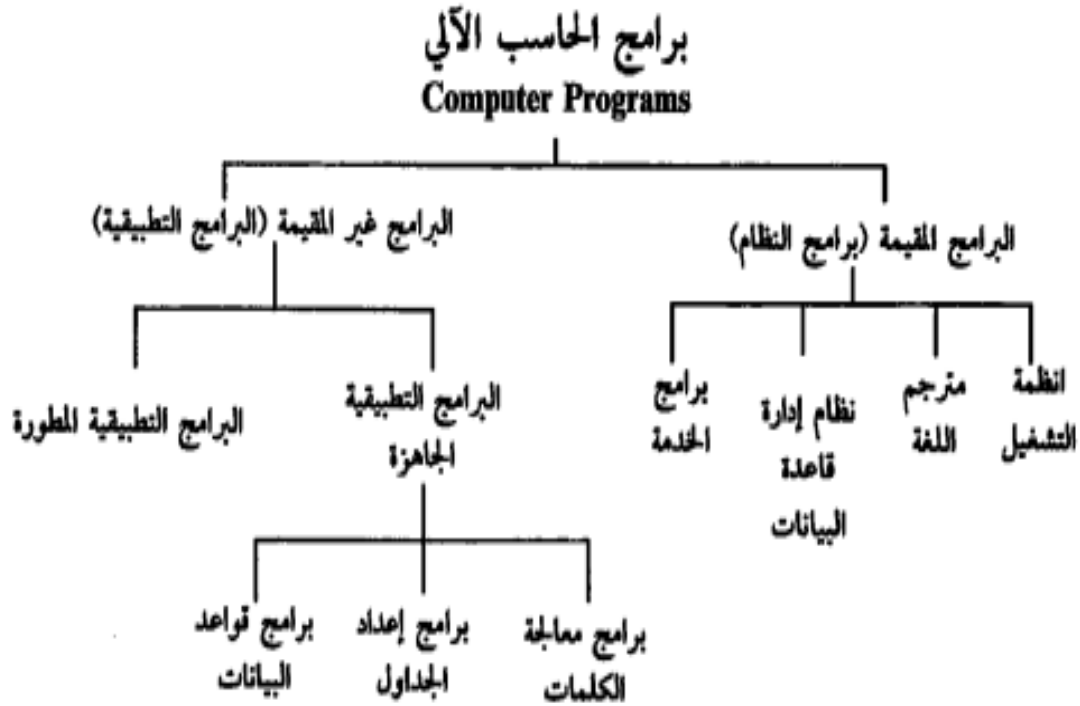 برامج الحاسب الآلي
Computer Programs
البرامج المقيمة (برامج النظام)
البرامج غير المقيمة (البرامج التطبيقية)
انظمة
التشغيل
مترجم
اللغة
نظام إدارة
قاعدة
البيانات
برامج
الخدمة
البرامج التطبيقية
الجاهزة
البرامج التطبيقية المطورة
برامج معالجة
الكلمات
برامج إعداد
الجداول
برامج قواعد
البيانات